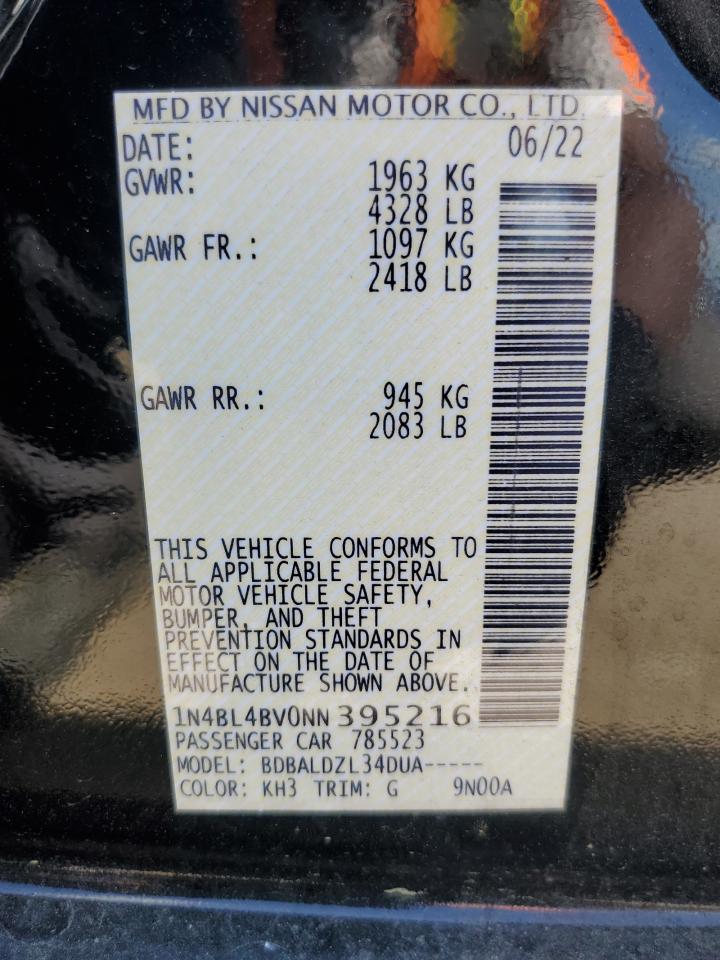 MFD BY NISSAN MOTOR CO., LTD.
DATE: 06/22
GVWR: 1963 KG
4328 LB
GAWR FR.: 1097 KG
2418 LB
GAWR RR.: 945 KG
2083 LB
THIS VEHICLE CONFORMS TO
ALL APPLICABLE FEDERAL
MOTOR VEHICLE SAFETY,
BUMPER, AND THEFT
PREVENTION STANDARDS IN
EFFECT ON THE DATE OF
MANUFACTURE SHOWN ABOVE.
1N4BL4BV0NN395216
PASSENGER CAR 785523
MODEL: BDBALDZL34DUA-----
COLOR: KH3 TRIM: G 9N00A